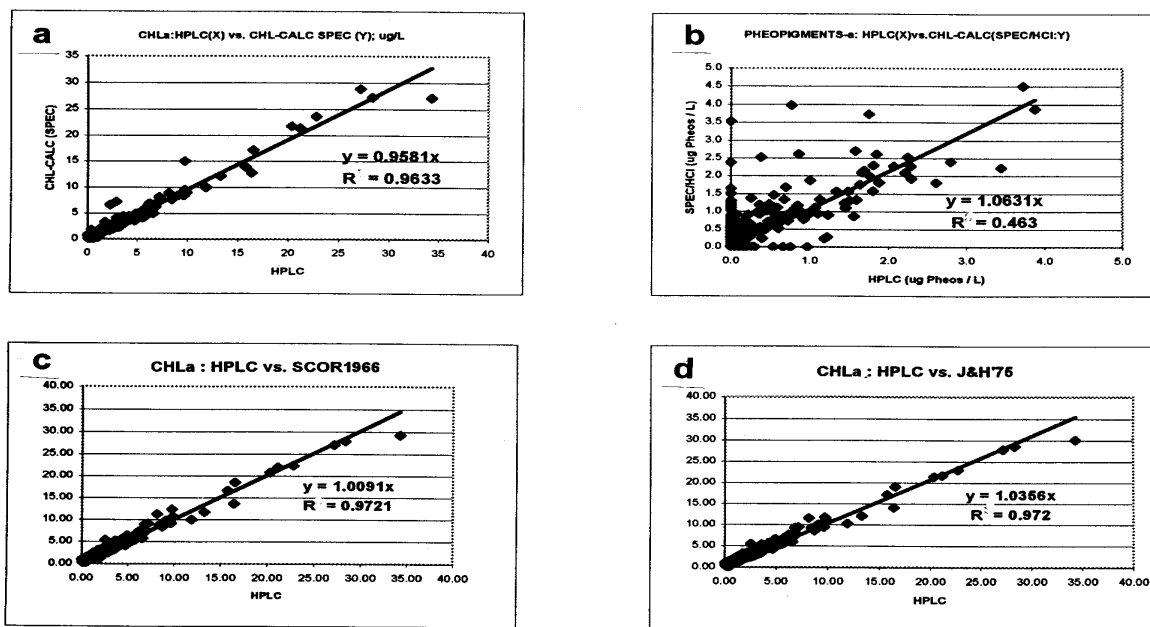 a
CHLa:HPLC(X) vs. CHL-CALC SPEC (Y); ug/L
CHL-CALC (SPEC)
35
30
25
20
15
10
5
0
y = 0.9581x
R² = 0.9633
0 5 10 15 20 25 30 35 40
HPLC
b
PHEOPIGMENTS-a: HPLC(X)vs.CHL-CALC(SPEC/HCl:Y)
SPEC/HCl (ug Pheos / L)
5.0
4.5
4.0
3.5
3.0
2.5
2.0
1.5
1.0
0.5
0.0
y = 1.0631x
R² = 0.463
0.0 1.0 2.0 3.0 4.0 5.0
HPLC (ug Pheos / L)
c
CHLa : HPLC vs. SCOR1966
40.00
35.00
30.00
25.00
20.00
15.00
10.00
5.00
0.00
y = 1.0091x
R² = 0.9721
0.00 5.00 10.00 15.00 20.00 25.00 30.00 35.00 40.00
HPLC
d
CHLa : HPLC vs. J&H'75
40.00
35.00
30.00
25.00
20.00
15.00
10.00
5.00
0.00
y = 1.0356x
R² = 0.972
0.00 5.00 10.00 15.00 20.00 25.00 30.00 35.00 40.00
HPLC